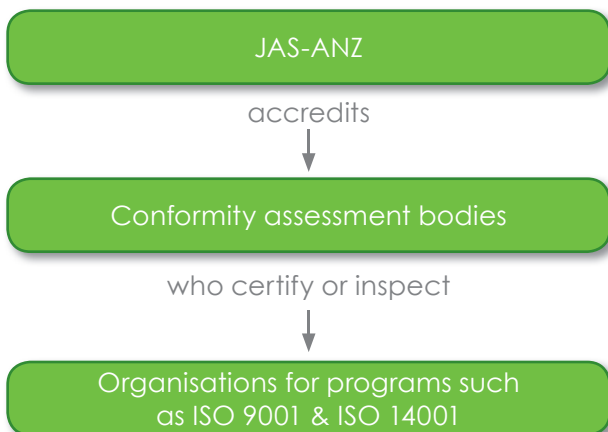 JAS-ANZ
accredits
Conformity assessment bodies
who certify or inspect
Organisations for programs such
as ISO 9001 & ISO 14001